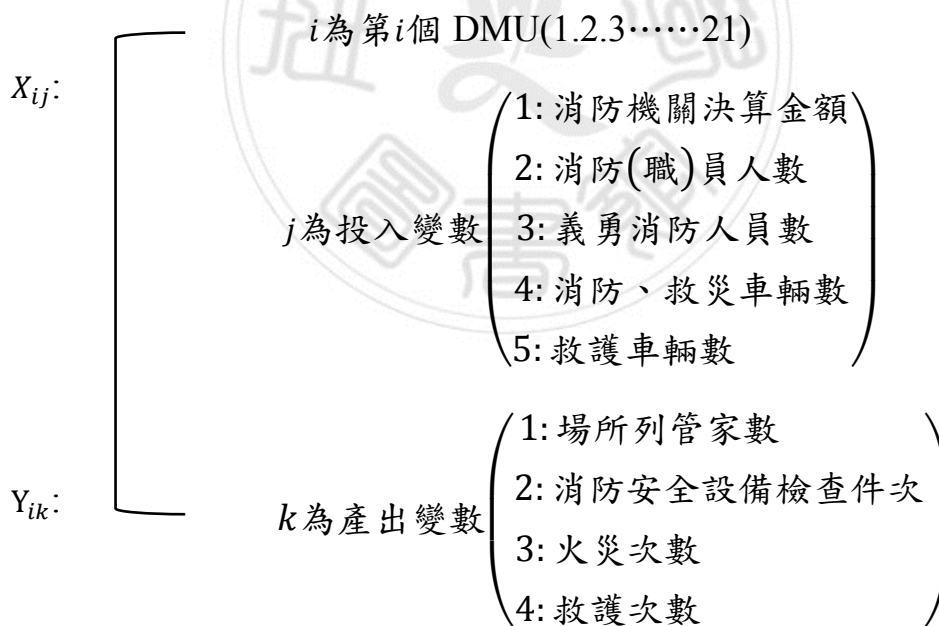 i為第i個 DMU(1.2.3⋯⋯21)
X_{ij}:
j為投入變數
1: 消防機關決算金額
2: 消防(職)員人數
3: 義勇消防人員數
4: 消防、救災車輛數
5: 救護車輛數
Y_{ik}:
k為產出變數
1: 場所列管家數
2: 消防安全設備檢查件次
3: 火災次數
4: 救護次數